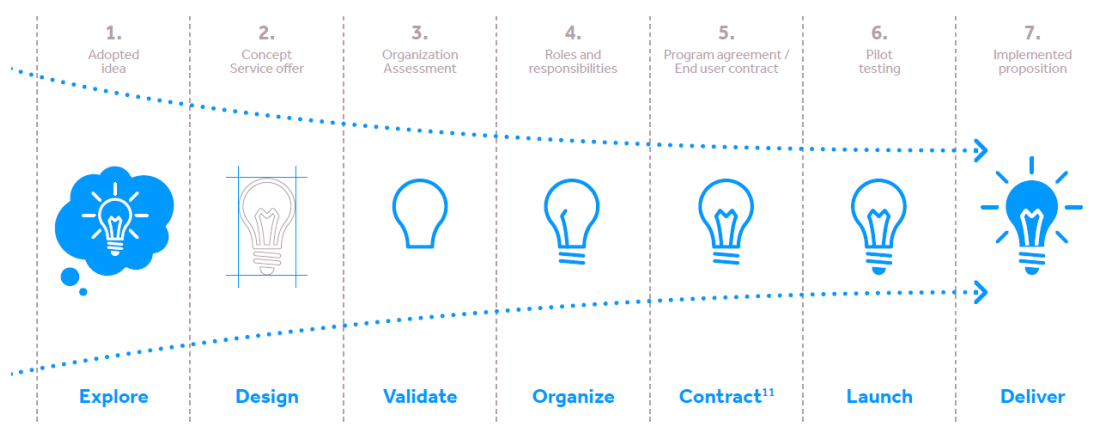 1.
Adopted
idea
2.
Concept
Service offer
3.
Organization
Assessment
4.
Roles and
responsibilities
5.
Program agreement /
End user contract
6.
Pilot
testing
7.
Implemented
proposition
Explore
Design
Validate
Organize
Contract¹¹
Launch
Deliver